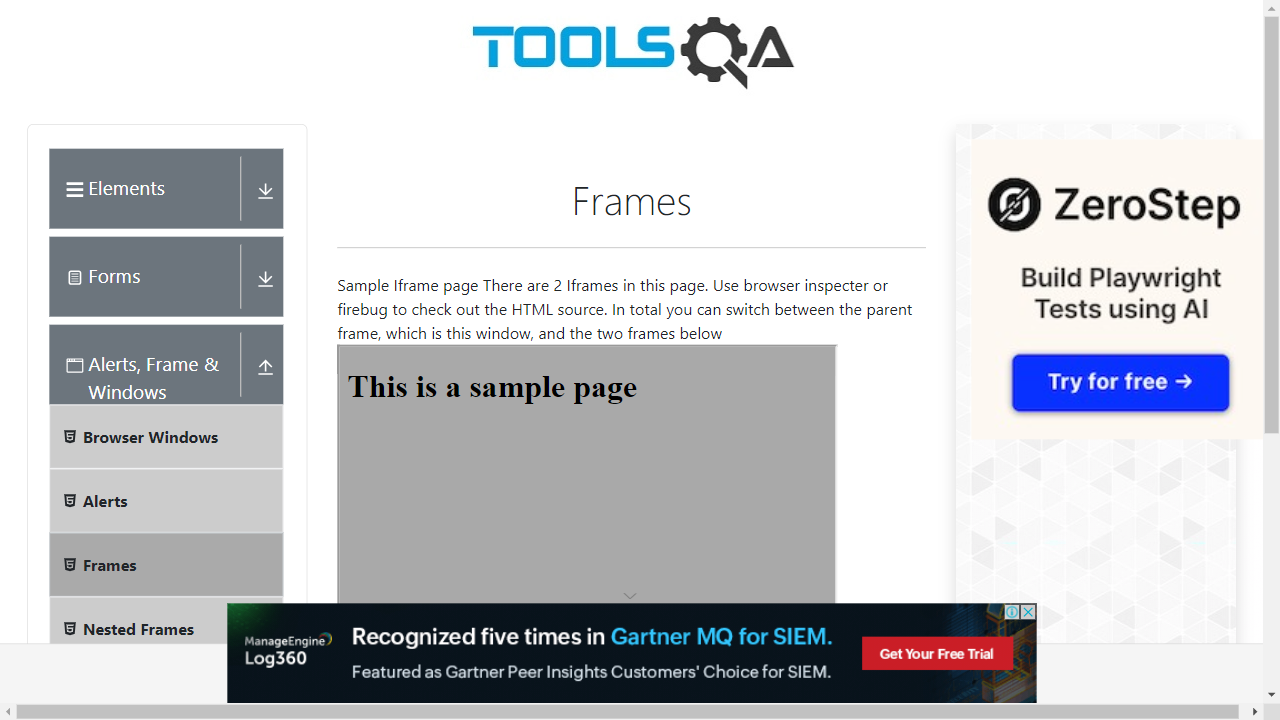 TOOLSQA
Elements
Forms
Alerts, Frame &
Windows
Browser Windows
Alerts
Frames
Nested Frames
Frames
Sample Iframe page There are 2 Iframes in this page. Use browser inspecter or
firebug to check out the HTML source. In total you can switch between the parent
frame, which is this window, and the two frames below
This is a sample page
ZeroStep
Build Playwright
Tests using AI
Try for free →
ManageEngine
Log360
Recognized five times in Gartner MQ for SIEM.
Featured as Gartner Peer Insights Customers' Choice for SIEM.
Get Your Free Trial